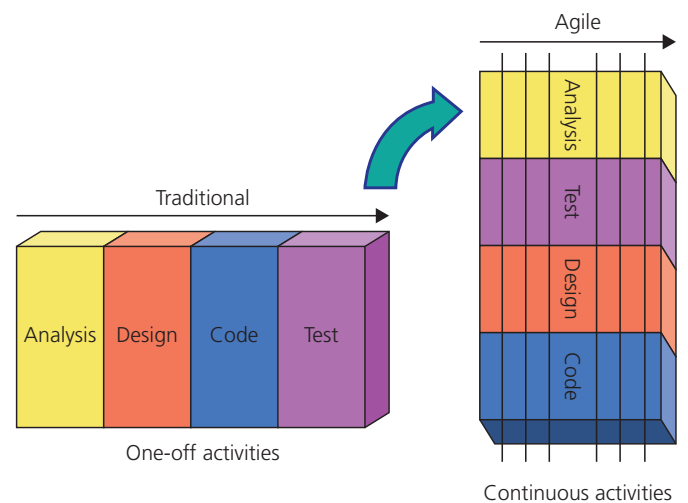 Traditional
Analysis
Design
Code
Test
One-off activities
Agile
Analysis
Test
Design
Code
Continuous activities